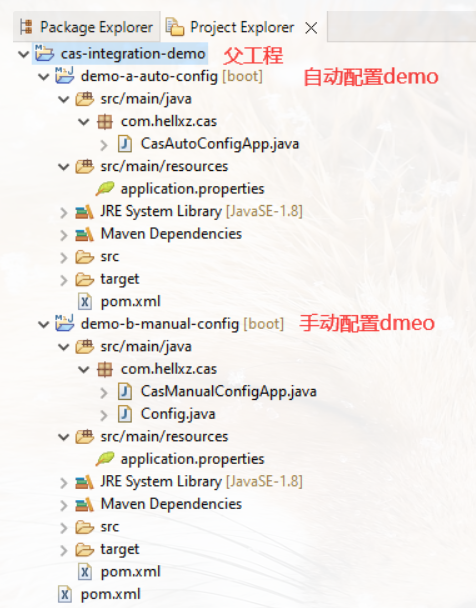 Package Explorer Project Explorer
cas-integration-demo 父工程
demo-a-auto-config [boot] 自动配置demo
src/main/java
com.hellxz.cas
CasAutoConfigApp.java
src/main/resources
application.properties
JRE System Library [JavaSE-1.8]
Maven Dependencies
src
target
pom.xml
demo-b-manual-config [boot] 手动配置dmeo
src/main/java
com.hellxz.cas
CasManualConfigApp.java
Config.java
src/main/resources
application.properties
JRE System Library [JavaSE-1.8]
Maven Dependencies
src
target
pom.xml
pom.xml